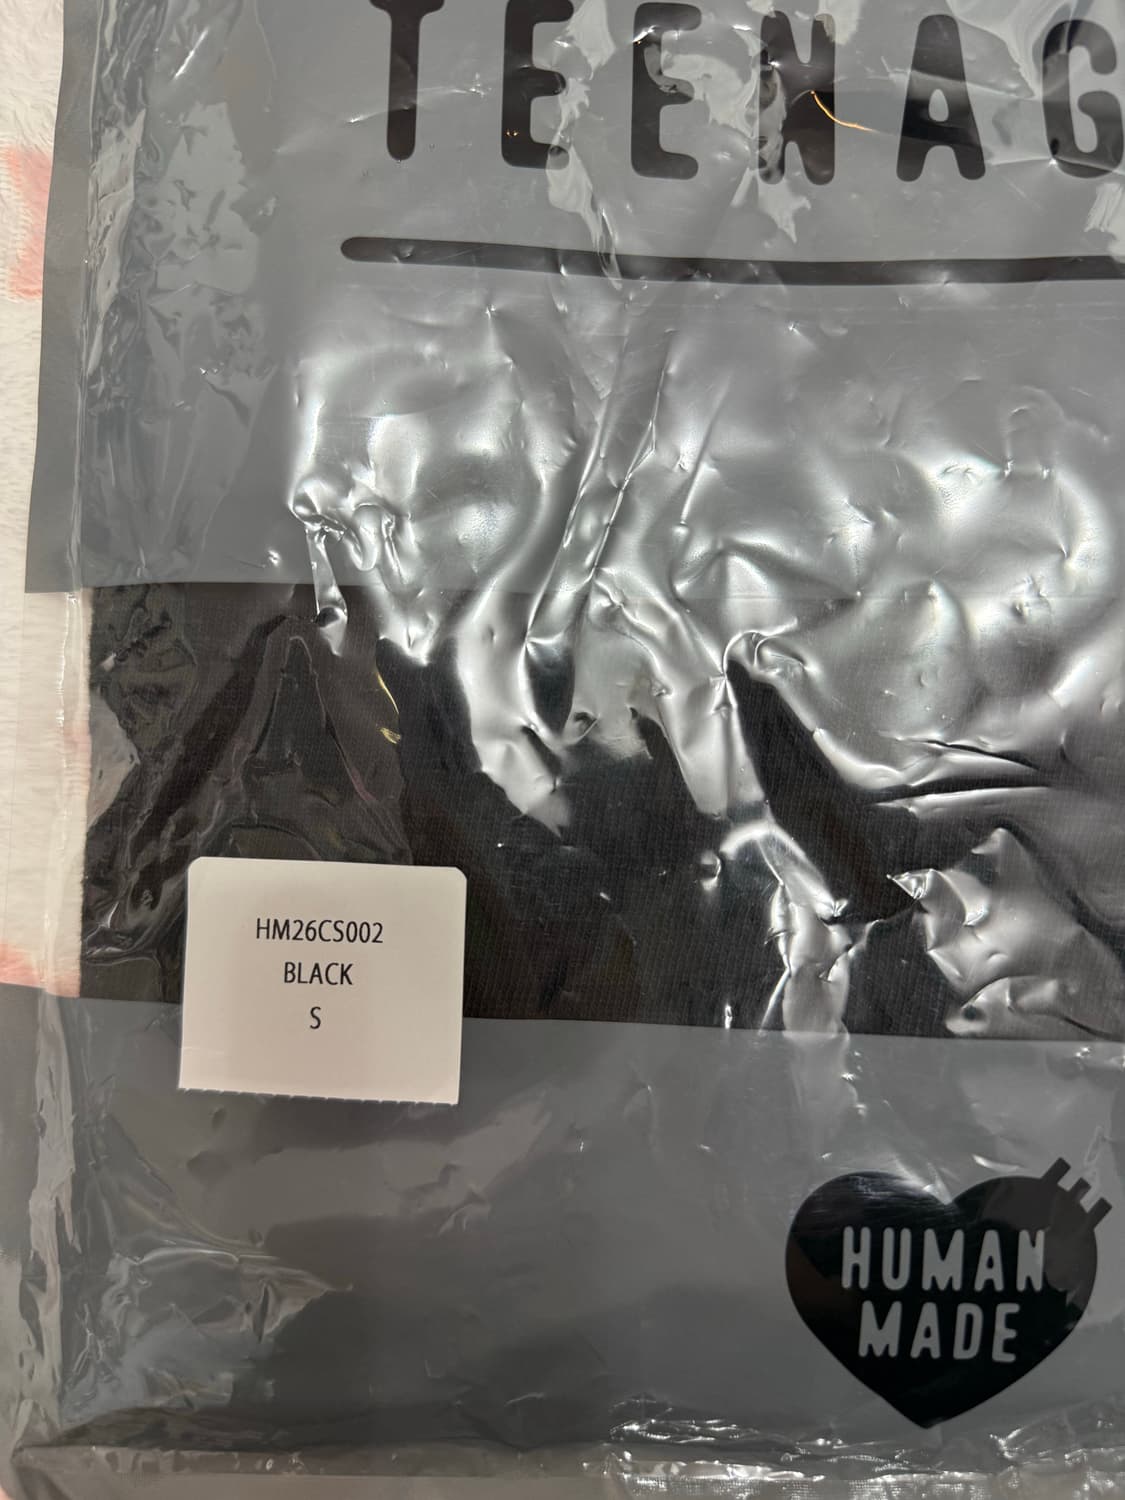 TEENAG
HM26CS002
BLACK
S
HUMAN
MADE